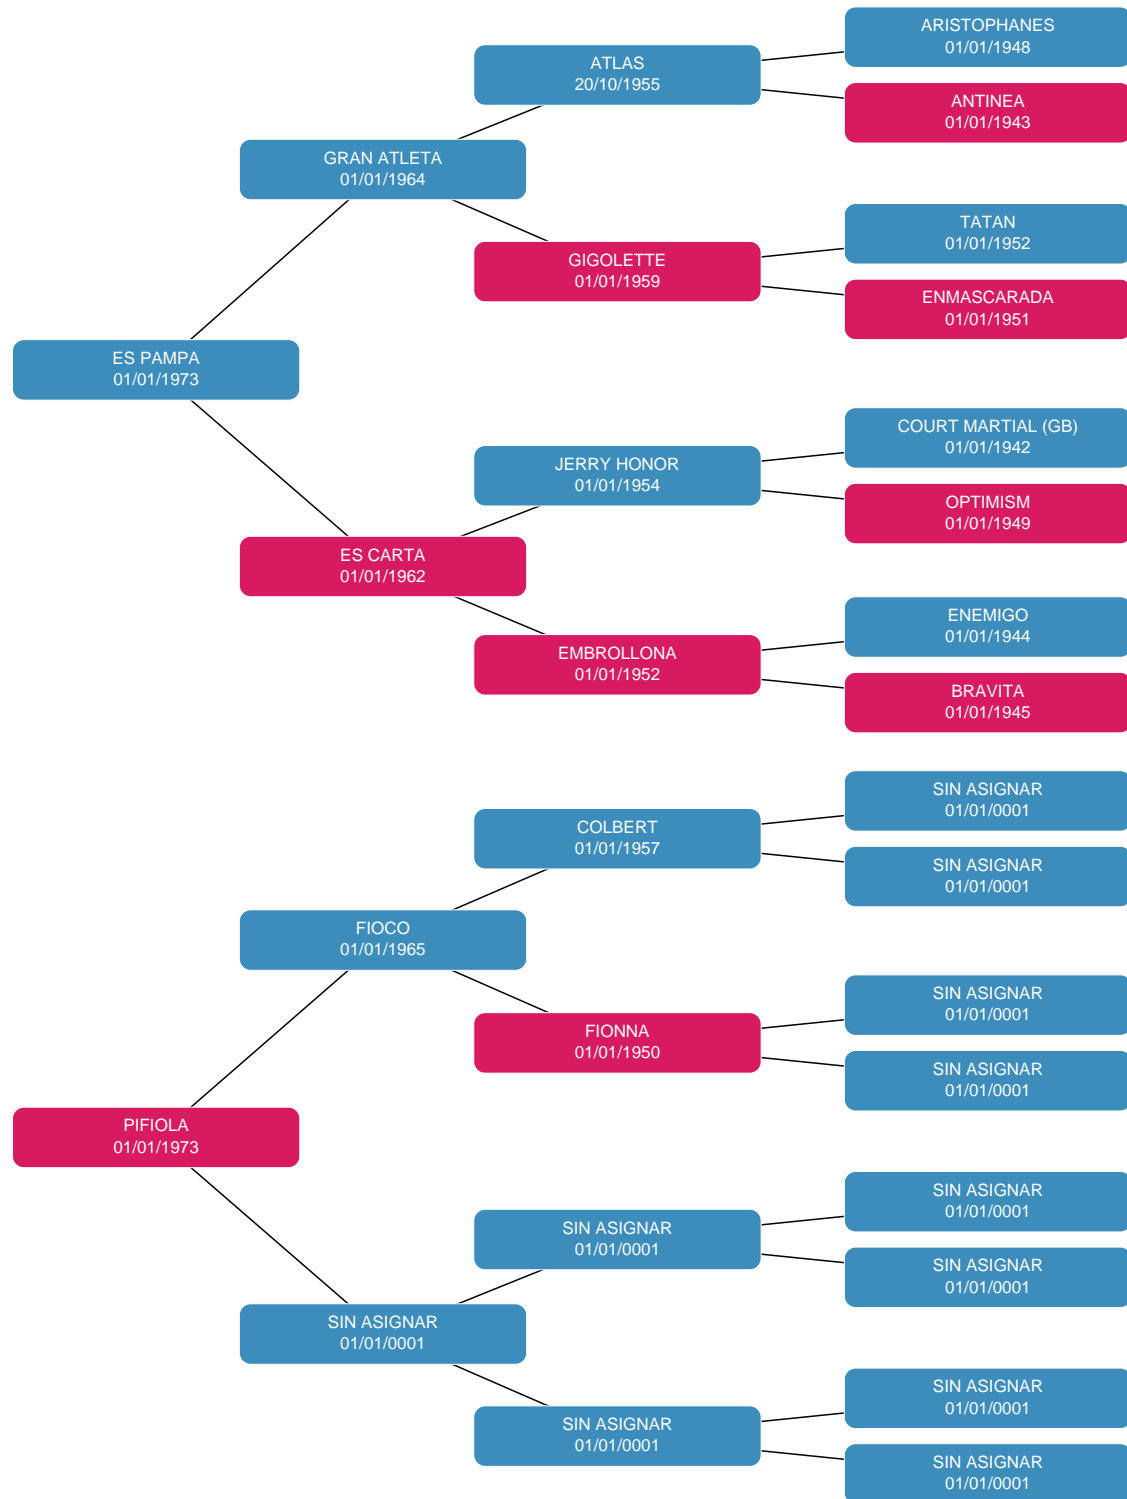 ARISTOPHANES
01/01/1948
ATLAS
20/10/1955
ANTINEA
01/01/1943
GRAN ATLETA
01/01/1964
TATAN
01/01/1952
GIGOLETTE
01/01/1959
ENMASCARADA
01/01/1951
ES PAMPA
01/01/1973
COURT MARTIAL (GB)
01/01/1942
JERRY HONOR
01/01/1954
OPTIMISM
01/01/1949
ES CARTA
01/01/1962
ENEMIGO
01/01/1944
EMBROLLONA
01/01/1952
BRAVITA
01/01/1945
SIN ASIGNAR
01/01/0001
COLBERT
01/01/1957
SIN ASIGNAR
01/01/0001
FIOCO
01/01/1965
SIN ASIGNAR
01/01/0001
FIONNA
01/01/1950
SIN ASIGNAR
01/01/0001
PIFIOLA
01/01/1973
SIN ASIGNAR
01/01/0001
SIN ASIGNAR
01/01/0001
SIN ASIGNAR
01/01/0001
SIN ASIGNAR
01/01/0001
SIN ASIGNAR
01/01/0001
SIN ASIGNAR
01/01/0001
SIN ASIGNAR
01/01/0001